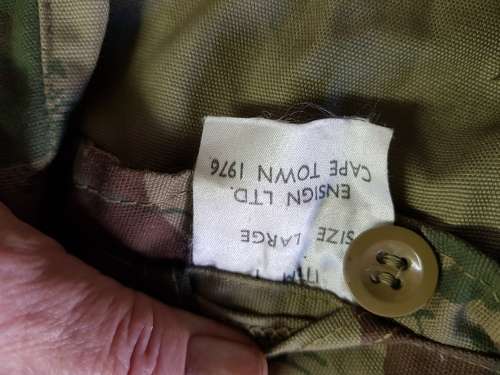 SIZE LARGE
ENSIGN LTD.
CAPE TOWN 1976